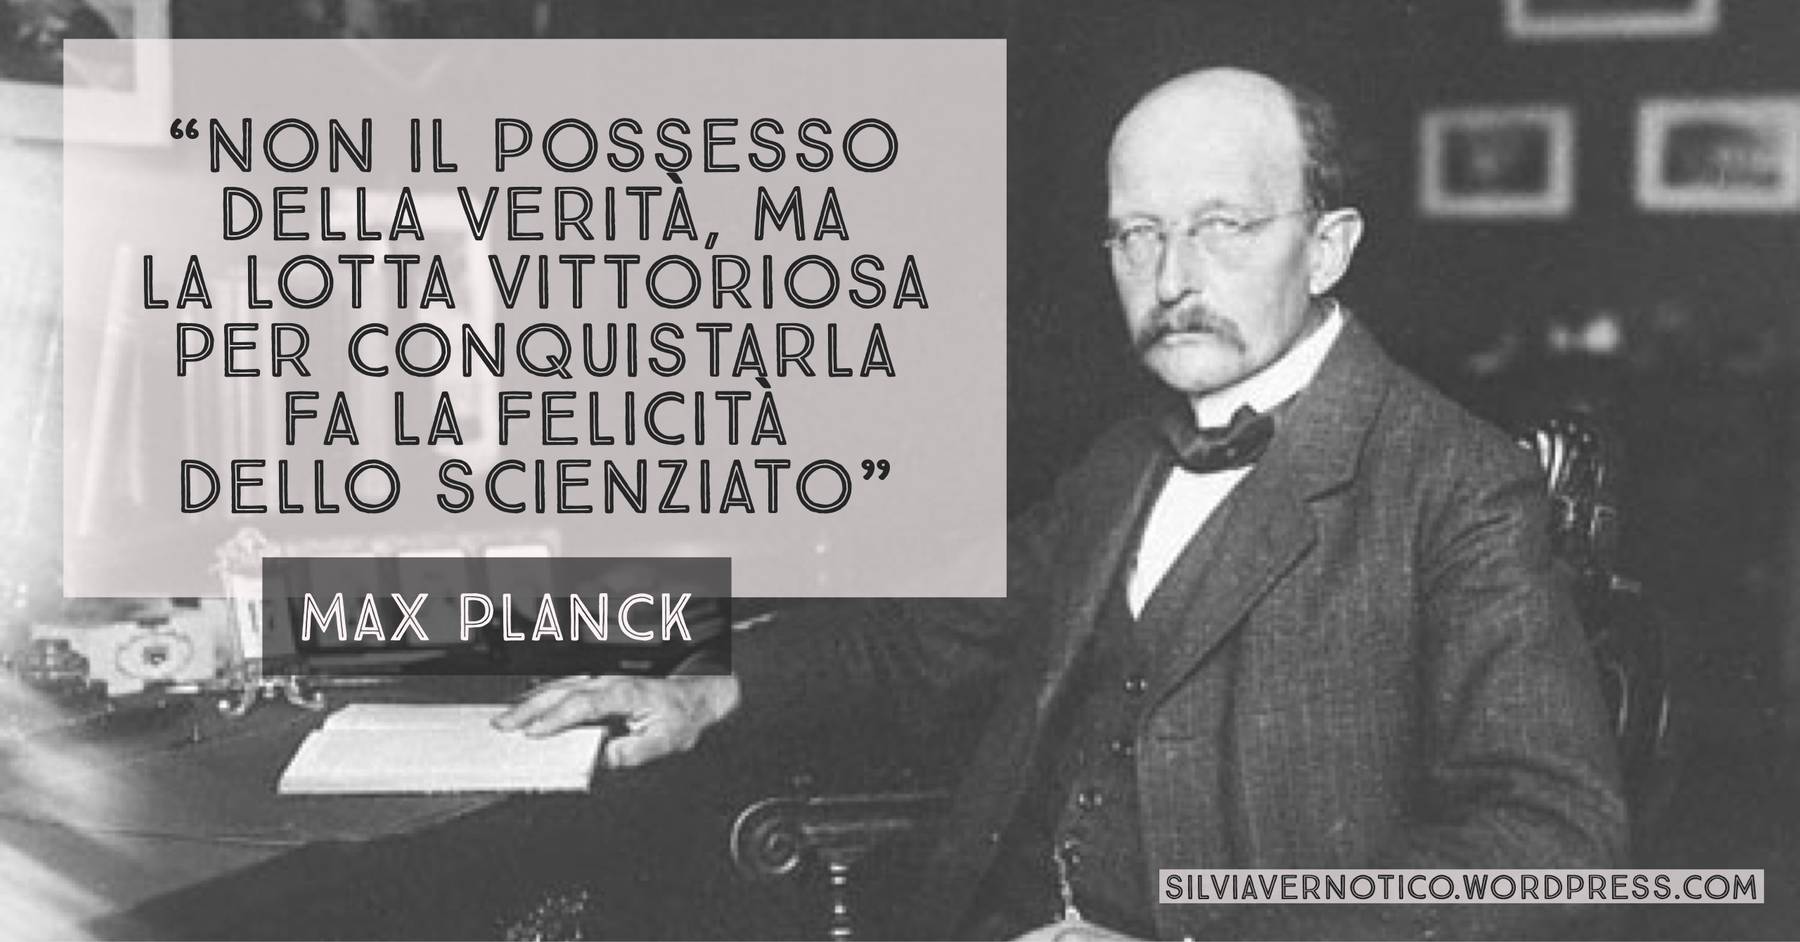 “NON IL POSSESSO
DELLA VERITÀ, MA
LA LOTTA VITTORIOSA
PER CONQUISTARLA
FA LA FELICITÀ
DELLO SCIENZIATO”
MAX PLANCK
SILVIAVERNOTICO.WORDPRESS.COM